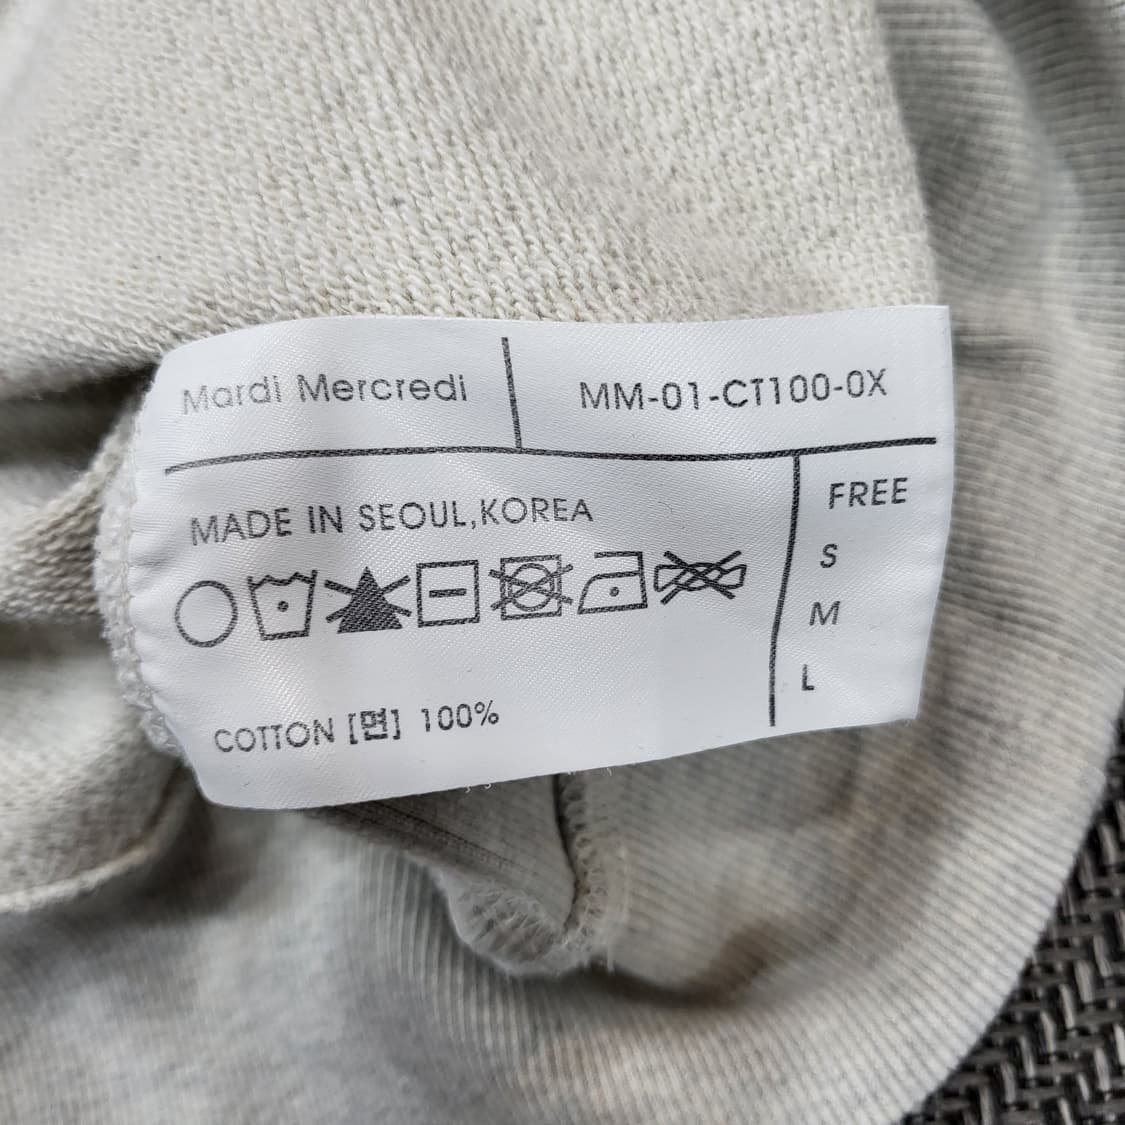 Mardi Mercredi
MM-01-CT100-0X
MADE IN SEOUL,KOREA
COTTON [면] 100%
FREE
S
M
L